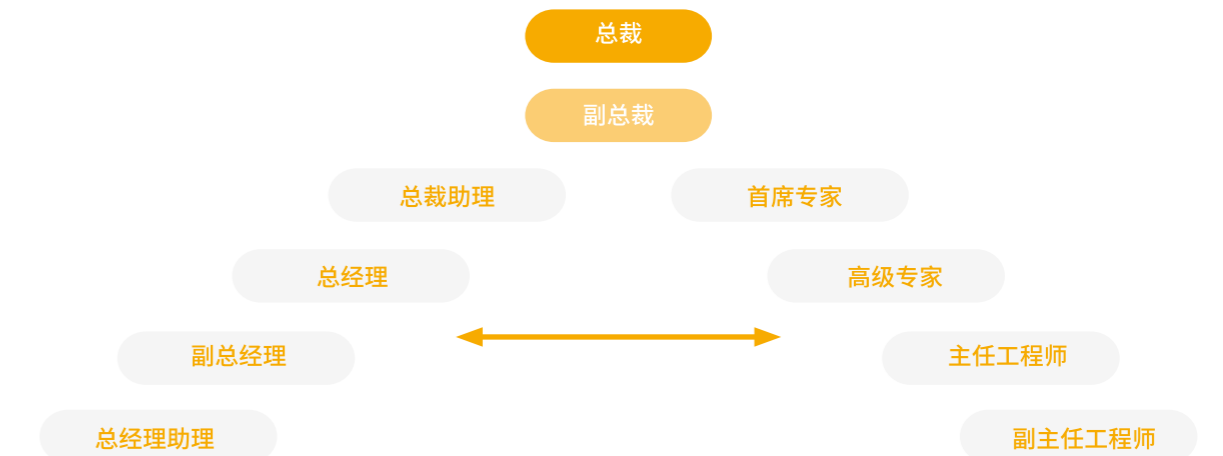 总裁
副总裁
总裁助理
首席专家
总经理
高级专家
副总经理
主任工程师
总经理助理
副主任工程师